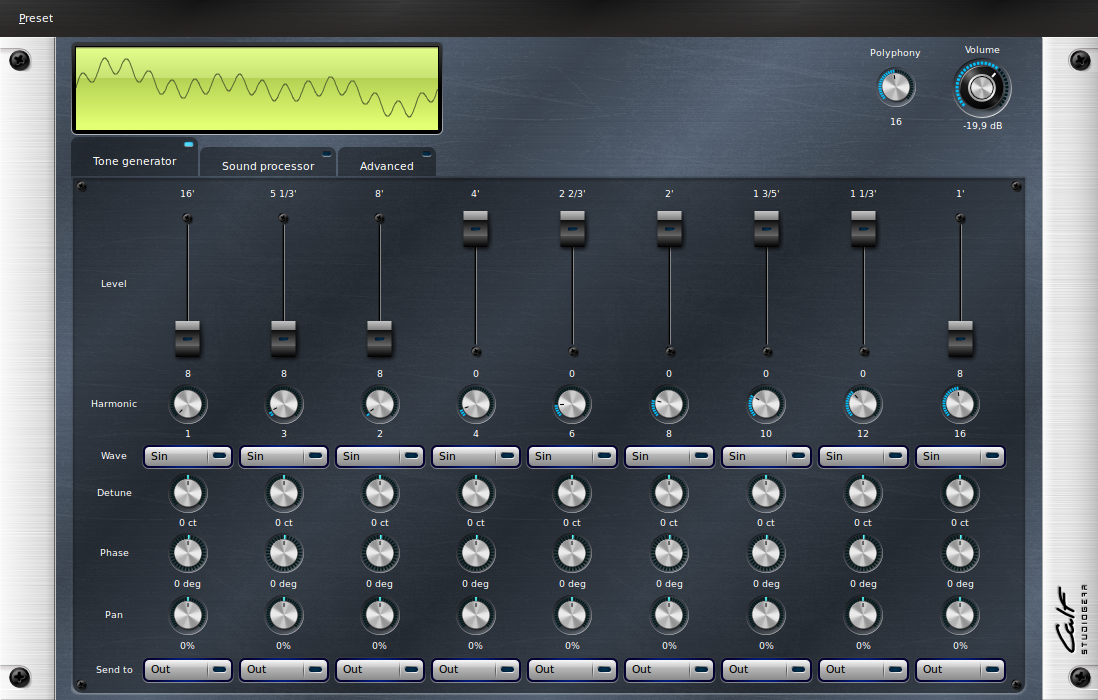 Preset
Polyphony
Volume
16
-19,9 dB
Tone generator
Sound processor
Advanced
16' 5 1/3' 8' 4' 2 2/3' 2' 1 3/5' 1 1/3' 1'
Level
8 8 8 0 0 0 0 0 8
Harmonic
1 3 2 4 6 8 10 12 16
Wave Sin Sin Sin Sin Sin Sin Sin Sin Sin
Detune
0 ct 0 ct 0 ct 0 ct 0 ct 0 ct 0 ct 0 ct 0 ct
Phase
0 deg 0 deg 0 deg 0 deg 0 deg 0 deg 0 deg 0 deg 0 deg
Pan
0% 0% 0% 0% 0% 0% 0% 0% 0%
Send to Out Out Out Out Out Out Out Out Out
Calf
STUDIOGEAR